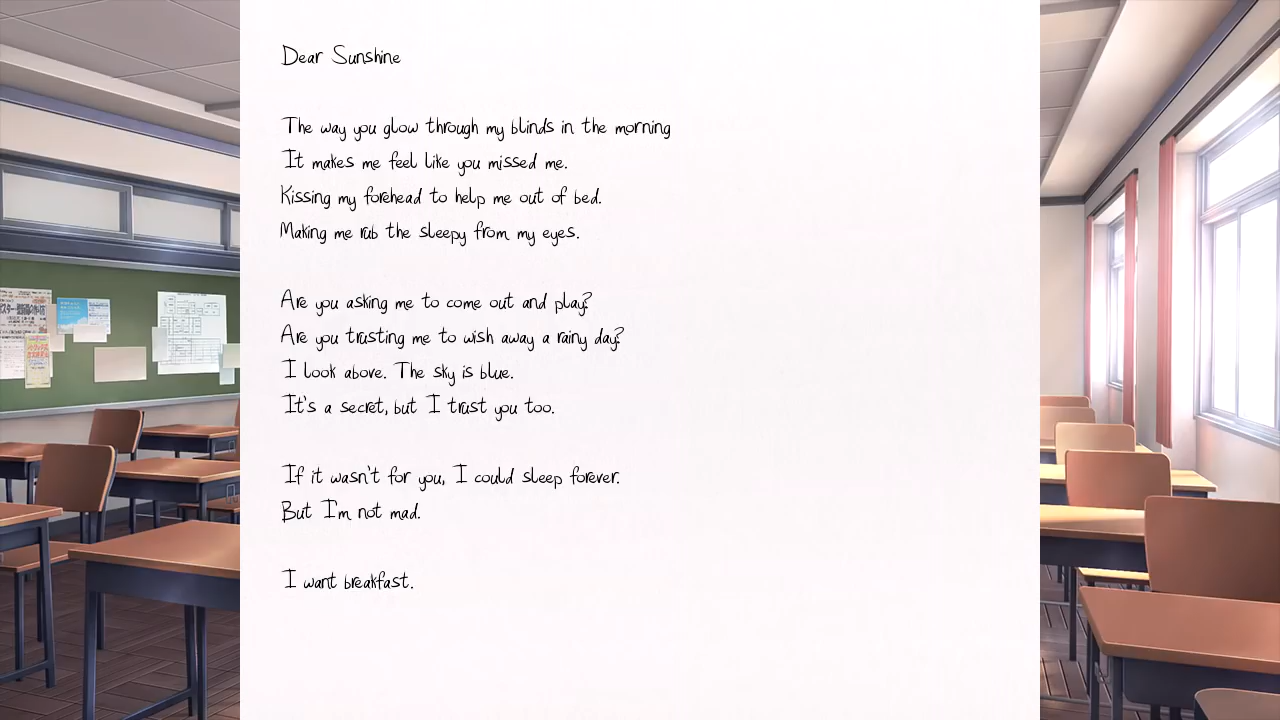 Dear Sunshine
The way you glow through my blinds in the morning
It makes me feel like you missed me.
Kissing my forehead to help me out of bed.
Making me rub the sleepy from my eyes.
Are you asking me to come out and play?
Are you trusting me to wish away a rainy day?
I look above. The sky is blue.
It's a secret, but I trust you too.
If it wasn't for you, I could sleep forever.
But I'm not mad.
I want breakfast.